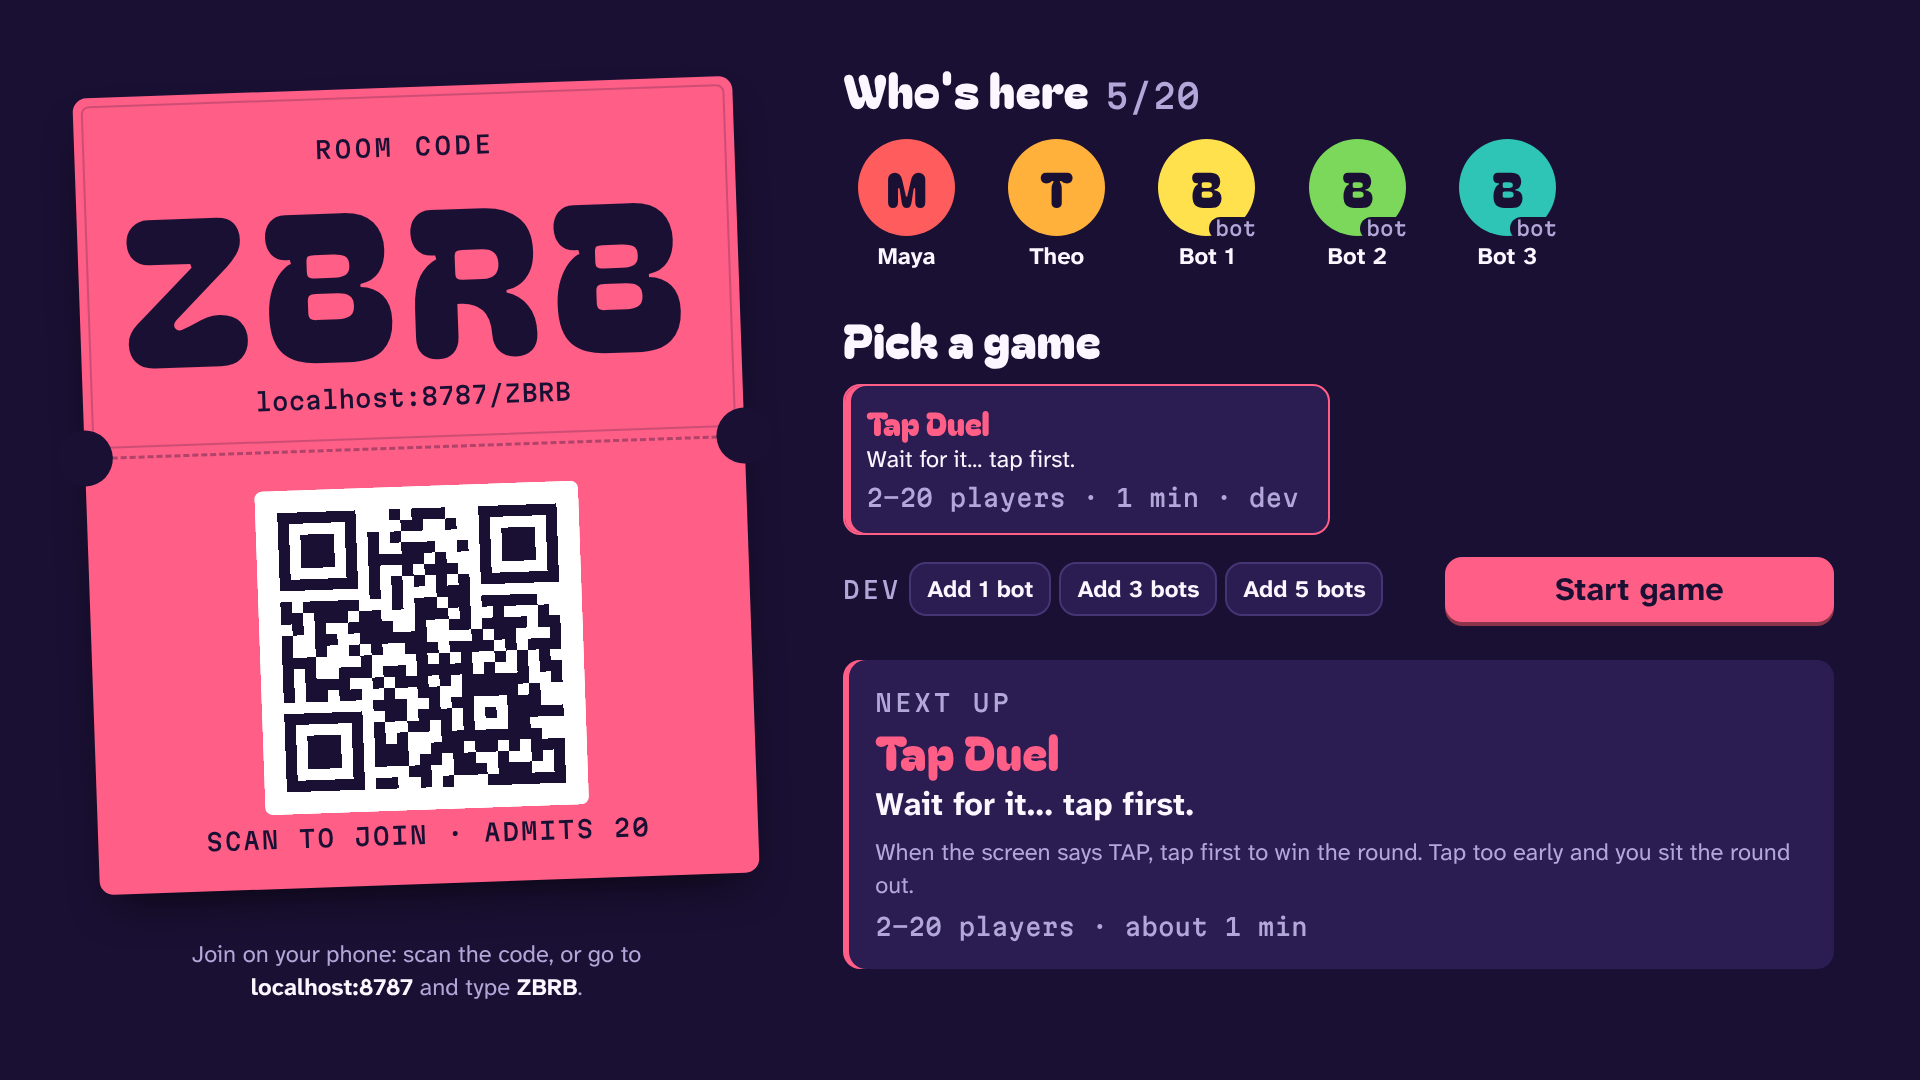 ROOM CODE
ZBRB
localhost:8787/ZBRB
SCAN TO JOIN · ADMITS 20
Join on your phone: scan the code, or go to
localhost:8787 and type ZBRB.
Who's here 5/20
M T B B B
bot bot bot
Maya Theo Bot 1 Bot 2 Bot 3
Pick a game
Tap Duel
Wait for it... tap first.
2–20 players · 1 min · dev
DEV Add 1 bot Add 3 bots Add 5 bots Start game
NEXT UP
Tap Duel
Wait for it... tap first.
When the screen says TAP, tap first to win the round. Tap too early and you sit the round
out.
2–20 players · about 1 min